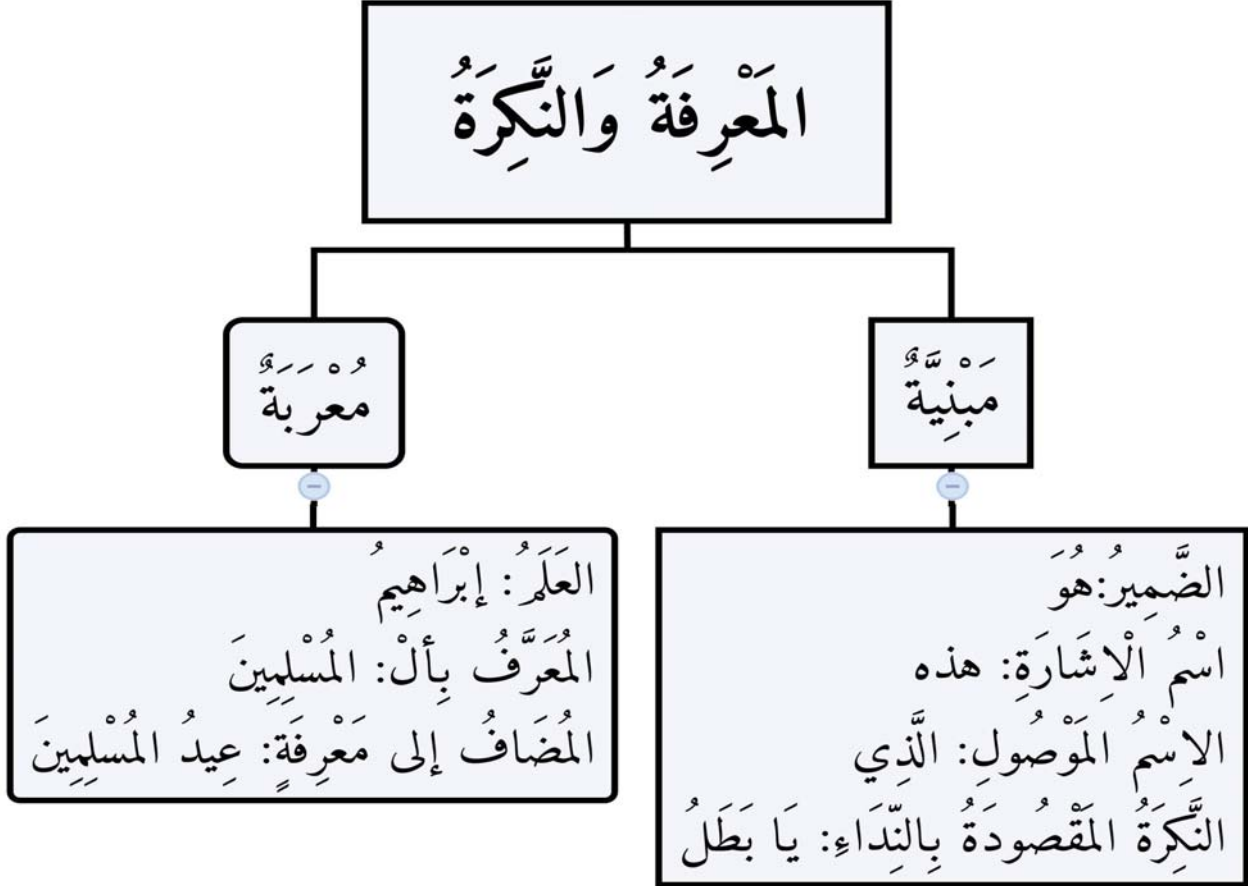 المَعْرِفَةُ وَالنَّكِرَةُ
مَبْنِيَّةٌ
مُعْرَبَةٌ
الضَّمِيرُ:هُوَ
اسْمُ الْاِشَارَةِ: هذه
الاِسْمُ المَوْصُولِ: الَّذِي
النَّكِرَةُ المَقْصُودَةُ بِالنِّدَاءِ: يَا بَطَلُ
العَلَمُ: إبْرَاهِيمُ
المُعَرَّفُ بِألْ: المُسْلِمِينَ
المُضَافُ إلى مَعْرِفَةٍ: عِيدُ المُسْلِمِينَ